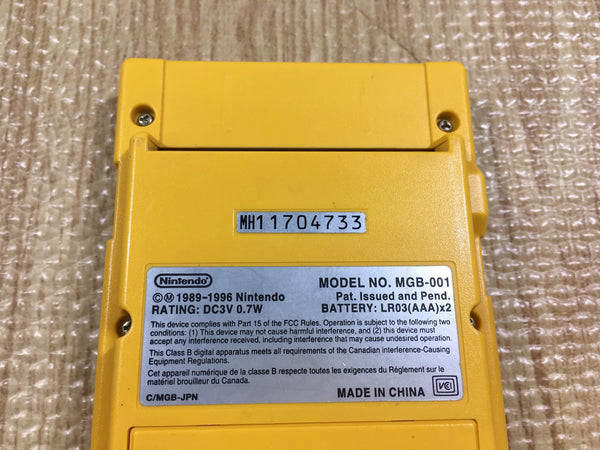 MH11704733
Nintendo MODEL NO. MGB-001
©Ⓜ 1989-1996 Nintendo Pat. Issued and Pend.
RATING: DC3V 0.7W BATTERY: LR03(AAA)x2
This device complies with Part 15 of the FCC Rules. Operation is subject to the following two
conditions: (1) This device may not cause harmful interference, and (2) this device must
accept any interference received, including interference that may cause undesired operation.
This Class B digital apparatus meets all requirements of the Canadian Interference-Causing
Equipment Regulations.
Cet appareil numérique de la classe B respecte toutes les exigences du Règlement sur le
matériel brouilleur du Canada.
C/MGB-JPN MADE IN CHINA VCI